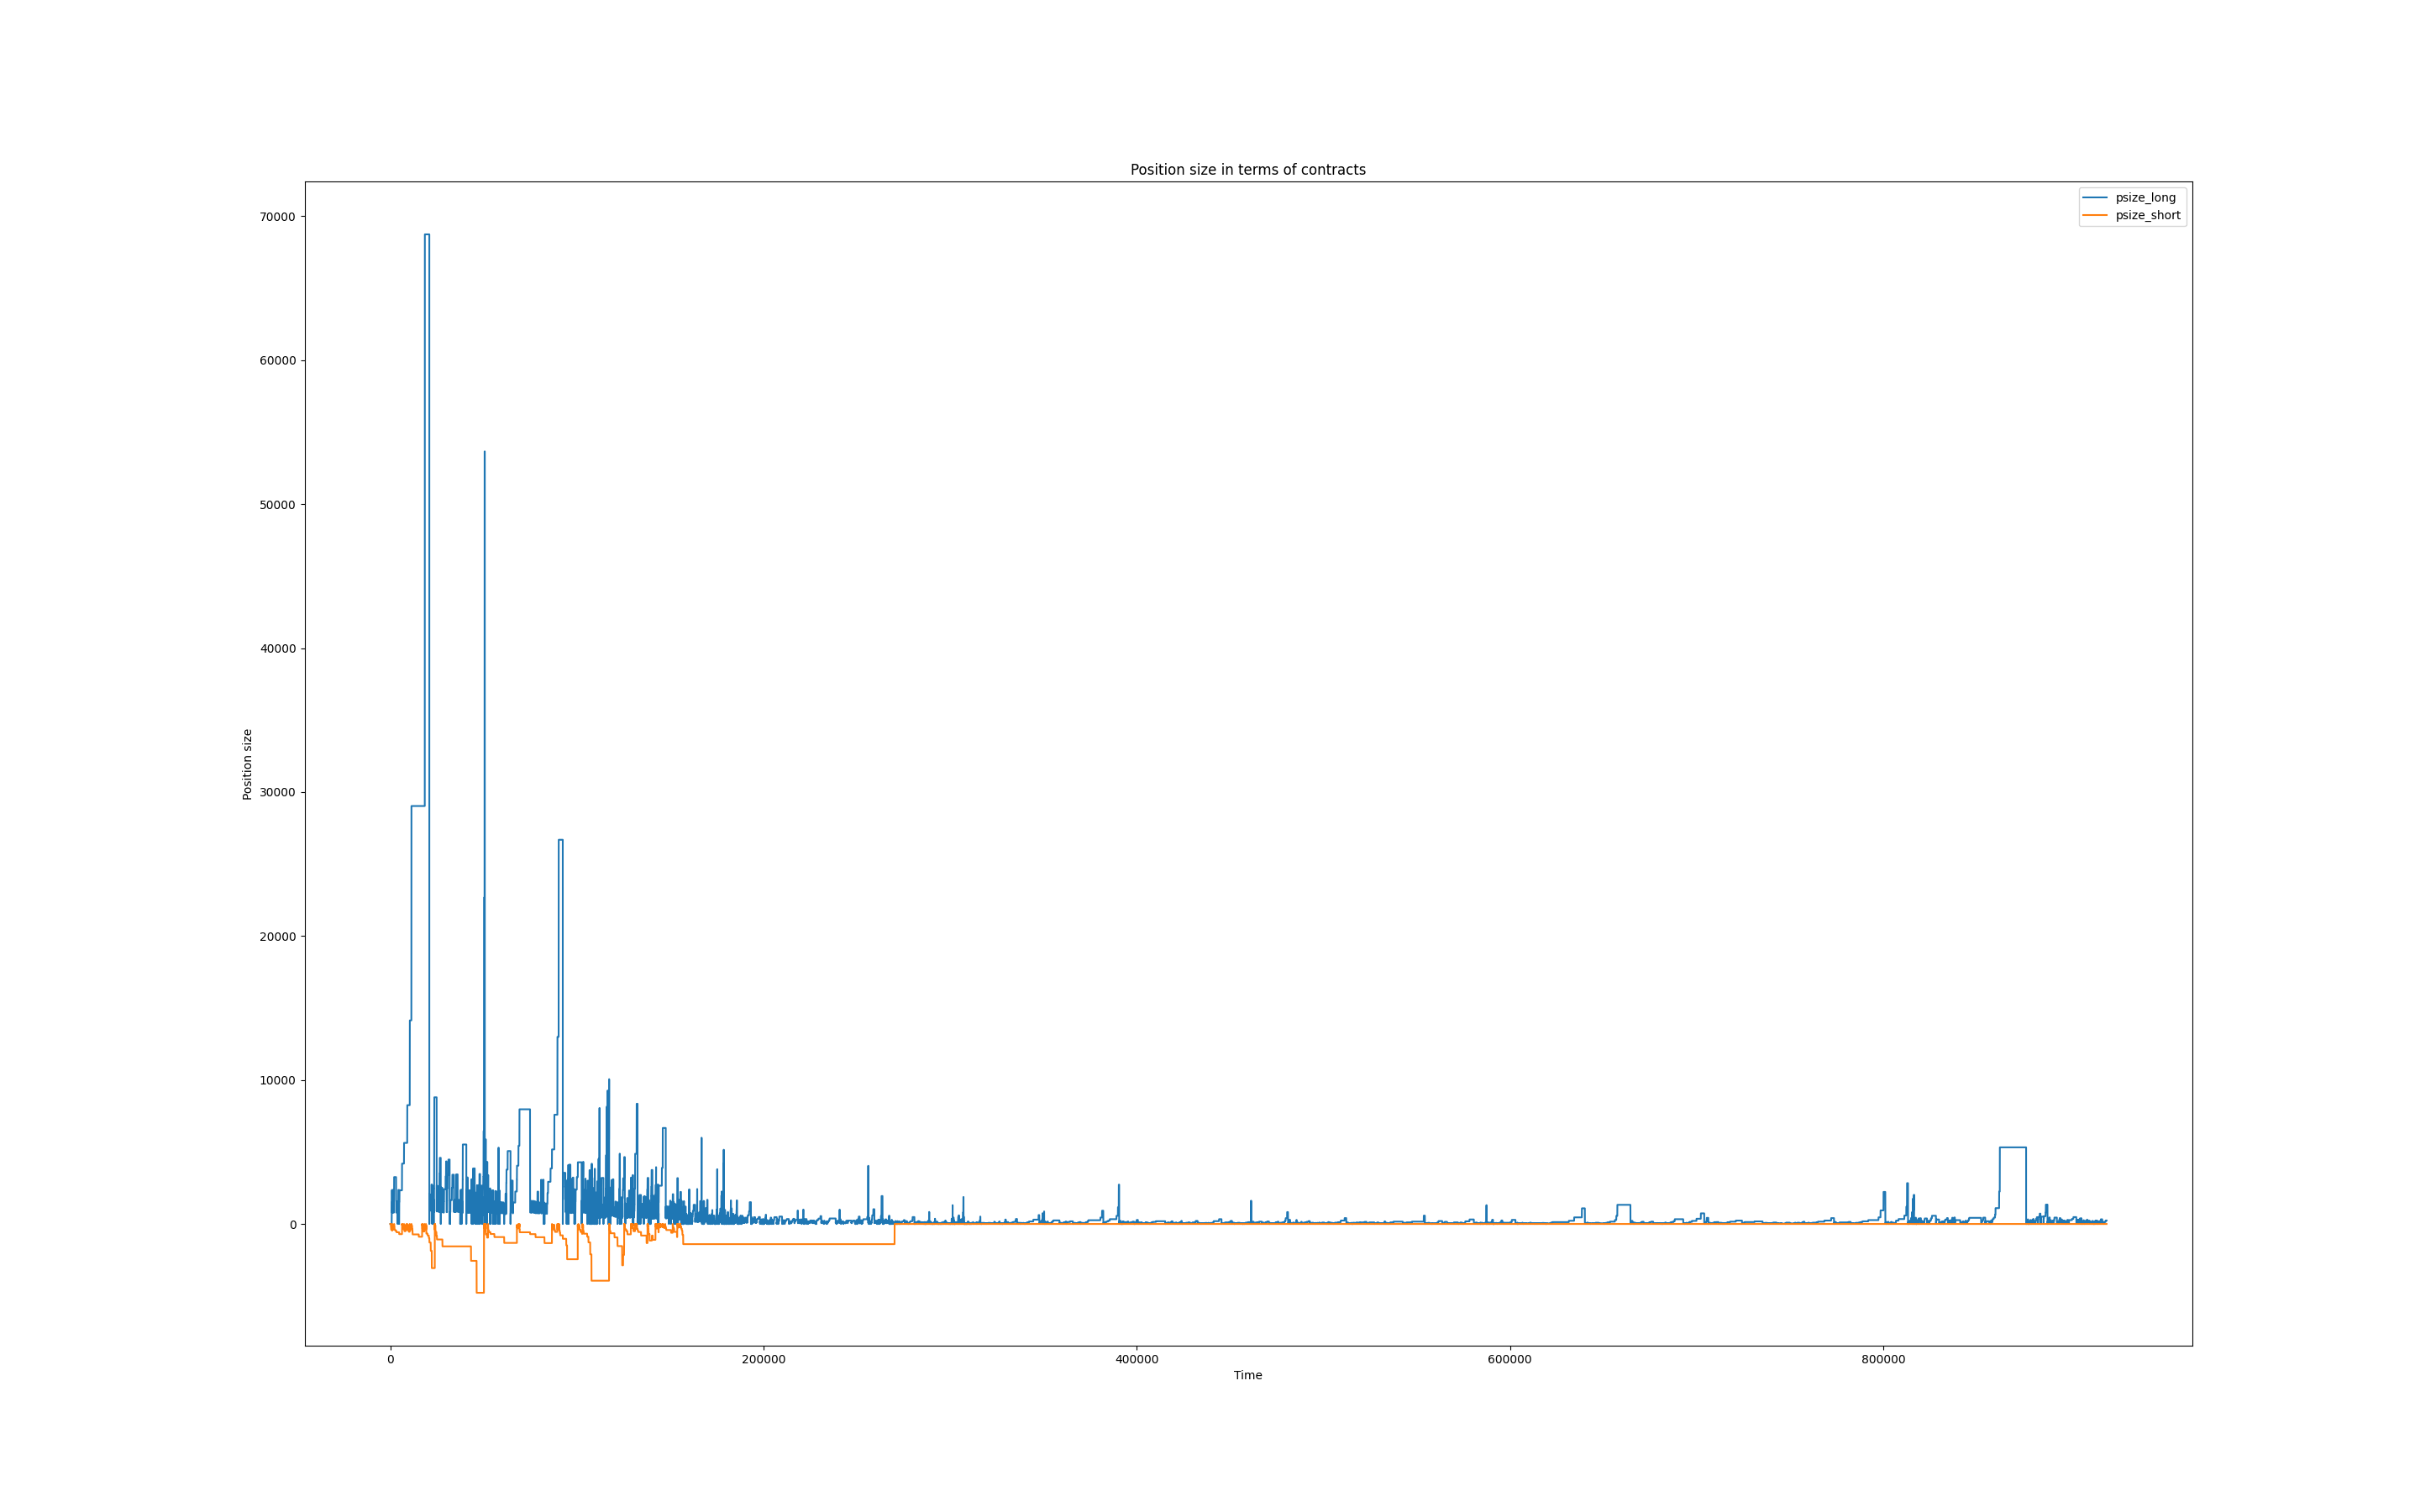 Position size in terms of contracts
psize_long
psize_short
70000
60000
50000
40000
30000
20000
10000
0
Position size
0 200000 400000 600000 800000
Time